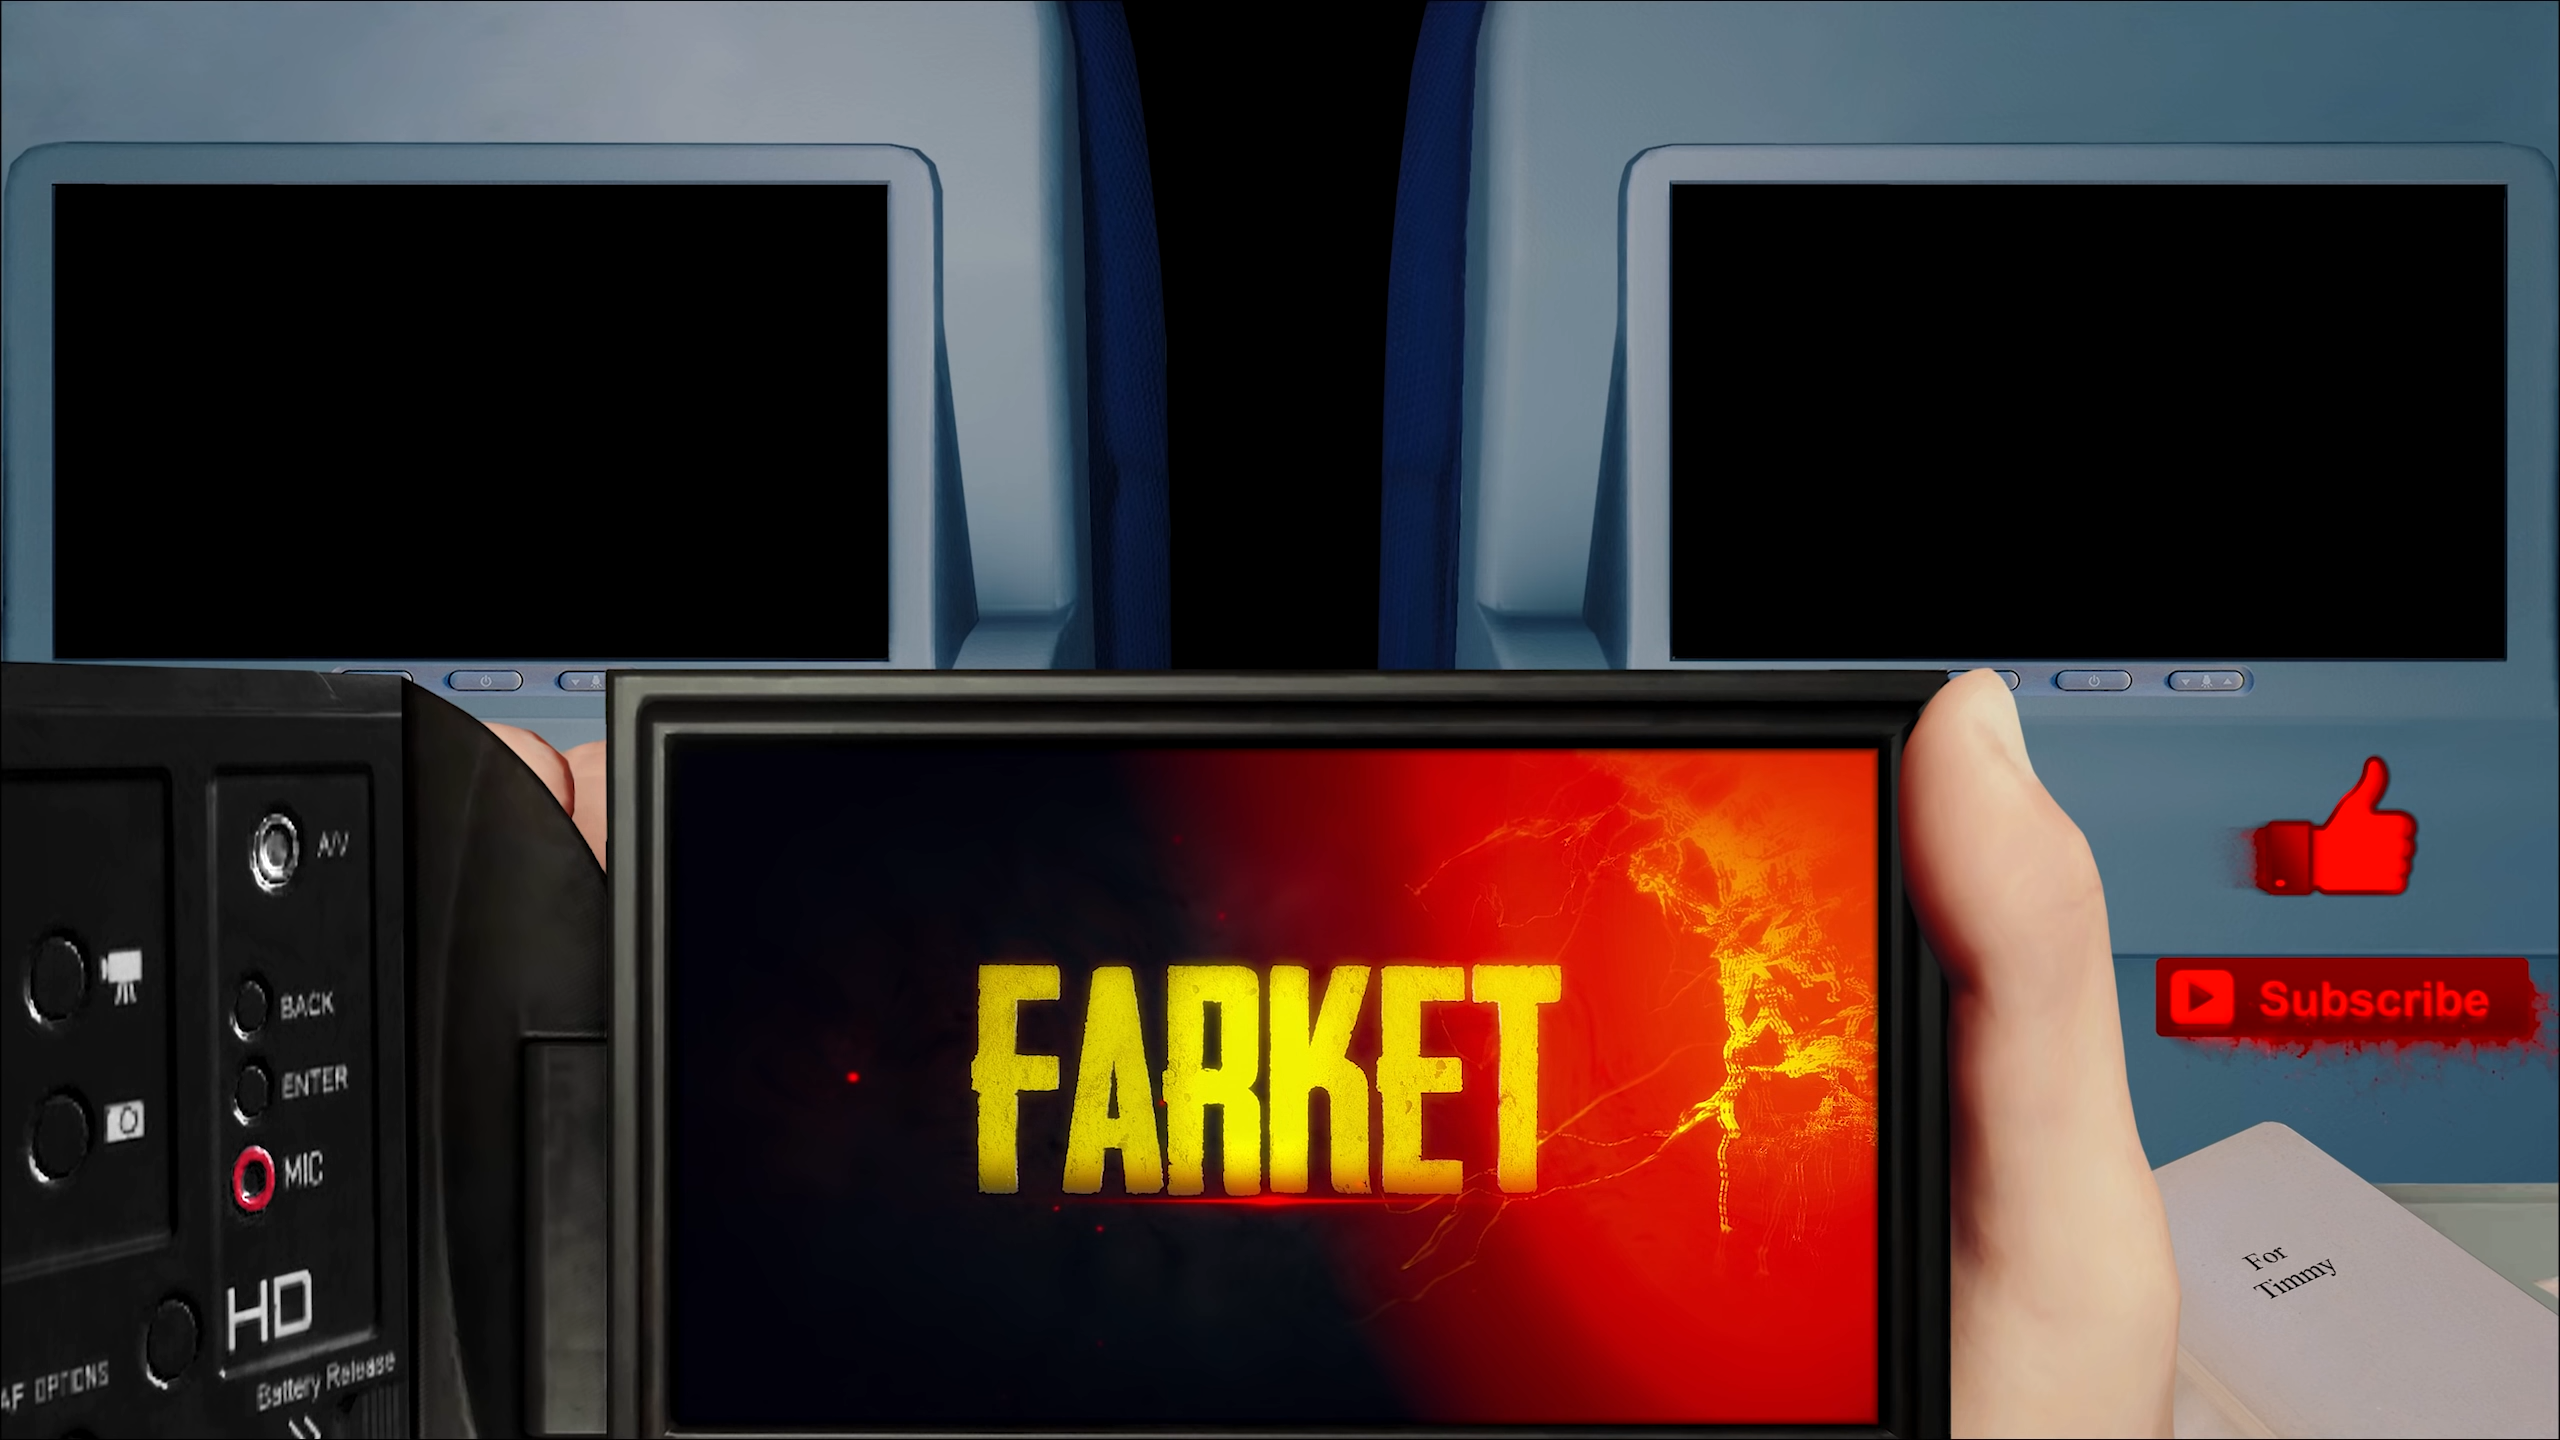 A/V
BACK
ENTER
MIC
HD
AF OPTIONS
Battery Release
FARKET
Subscribe
For
Timmy